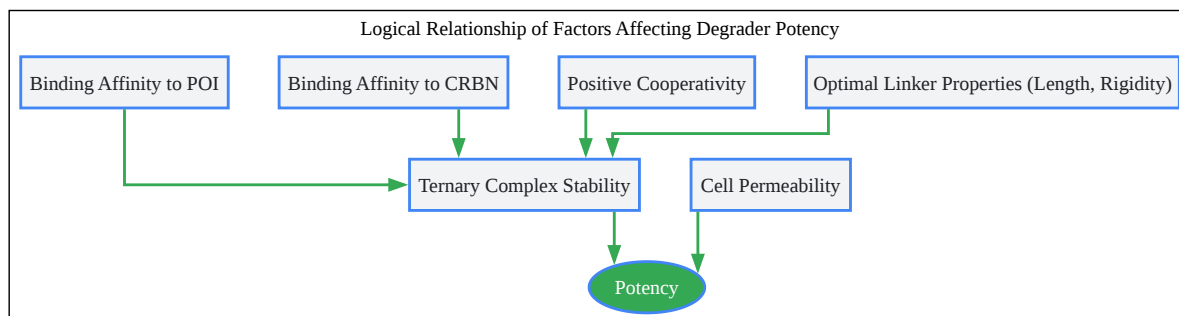 Logical Relationship of Factors Affecting Degrader Potency
Binding Affinity to POI
Binding Affinity to CRBN
Positive Cooperativity
Optimal Linker Properties (Length, Rigidity)
Ternary Complex Stability
Cell Permeability
Potency